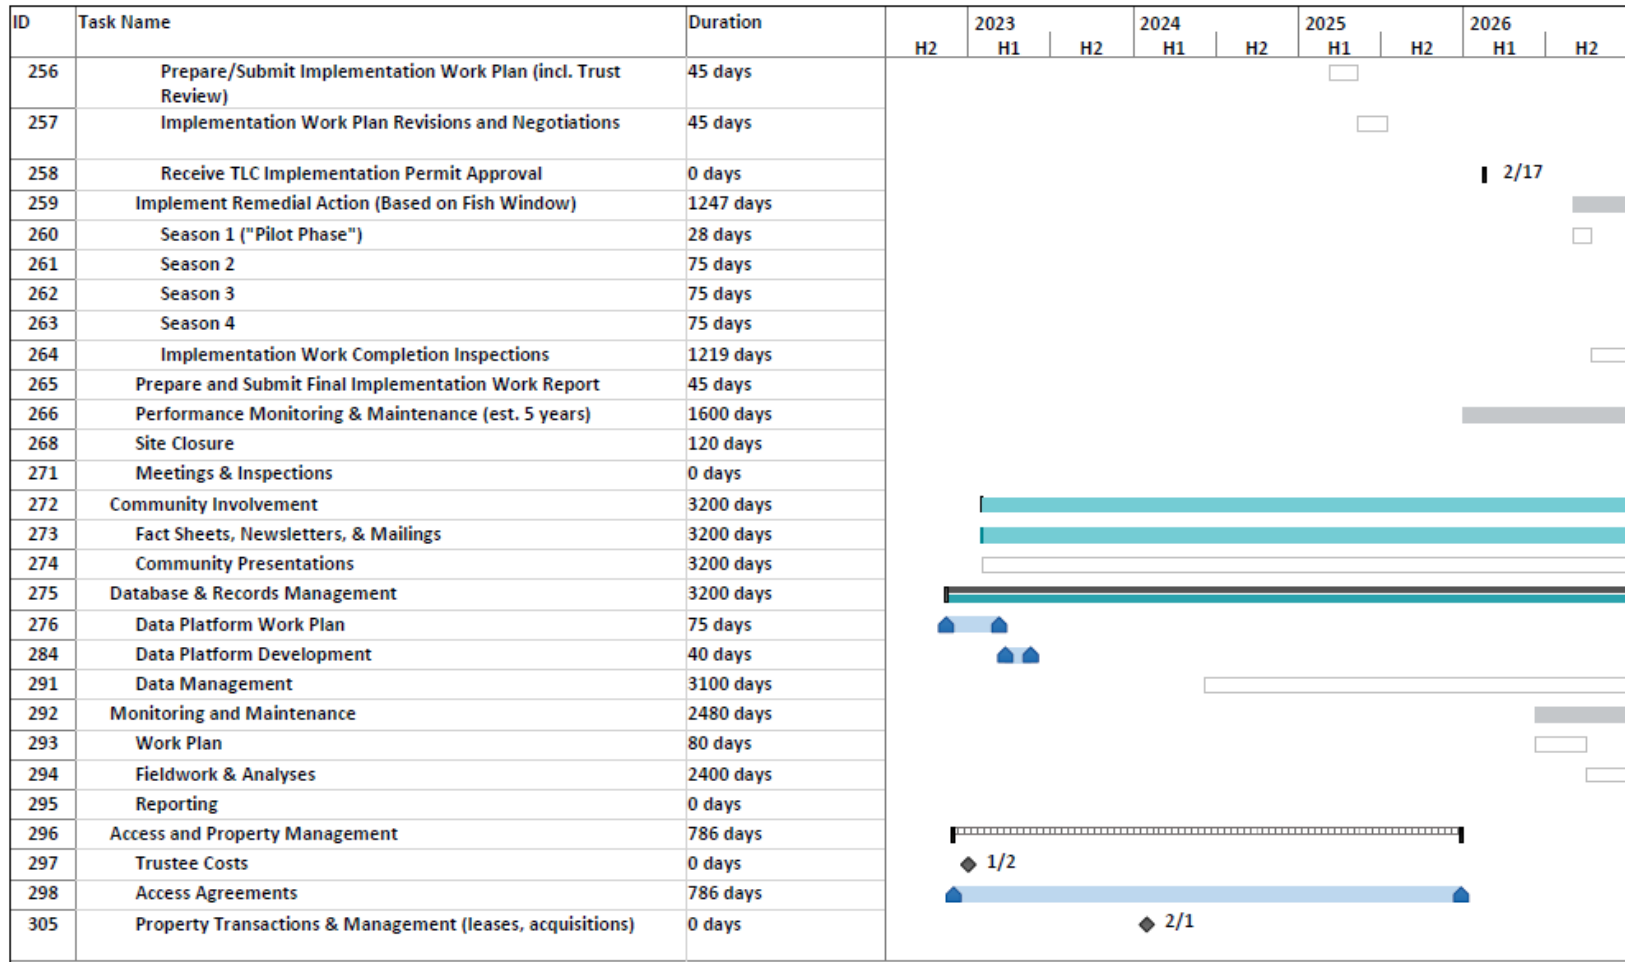 ID Task Name Duration 2023 2024 2025 2026
H2 H1 H2 H1 H2 H1 H2 H1 H2
256 Prepare/Submit Implementation Work Plan (incl. Trust 45 days
Review)
257 Implementation Work Plan Revisions and Negotiations 45 days
258 Receive TLC Implementation Permit Approval 0 days 2/17
259 Implement Remedial Action (Based on Fish Window) 1247 days
260 Season 1 ("Pilot Phase") 28 days
261 Season 2 75 days
262 Season 3 75 days
263 Season 4 75 days
264 Implementation Work Completion Inspections 1219 days
265 Prepare and Submit Final Implementation Work Report 45 days
266 Performance Monitoring & Maintenance (est. 5 years) 1600 days
268 Site Closure 120 days
271 Meetings & Inspections 0 days
272 Community Involvement 3200 days
273 Fact Sheets, Newsletters, & Mailings 3200 days
274 Community Presentations 3200 days
275 Database & Records Management 3200 days
276 Data Platform Work Plan 75 days
284 Data Platform Development 40 days
291 Data Management 3100 days
292 Monitoring and Maintenance 2480 days
293 Work Plan 80 days
294 Fieldwork & Analyses 2400 days
295 Reporting 0 days
296 Access and Property Management 786 days
297 Trustee Costs 0 days 1/2
298 Access Agreements 786 days
305 Property Transactions & Management (leases, acquisitions) 0 days 2/1